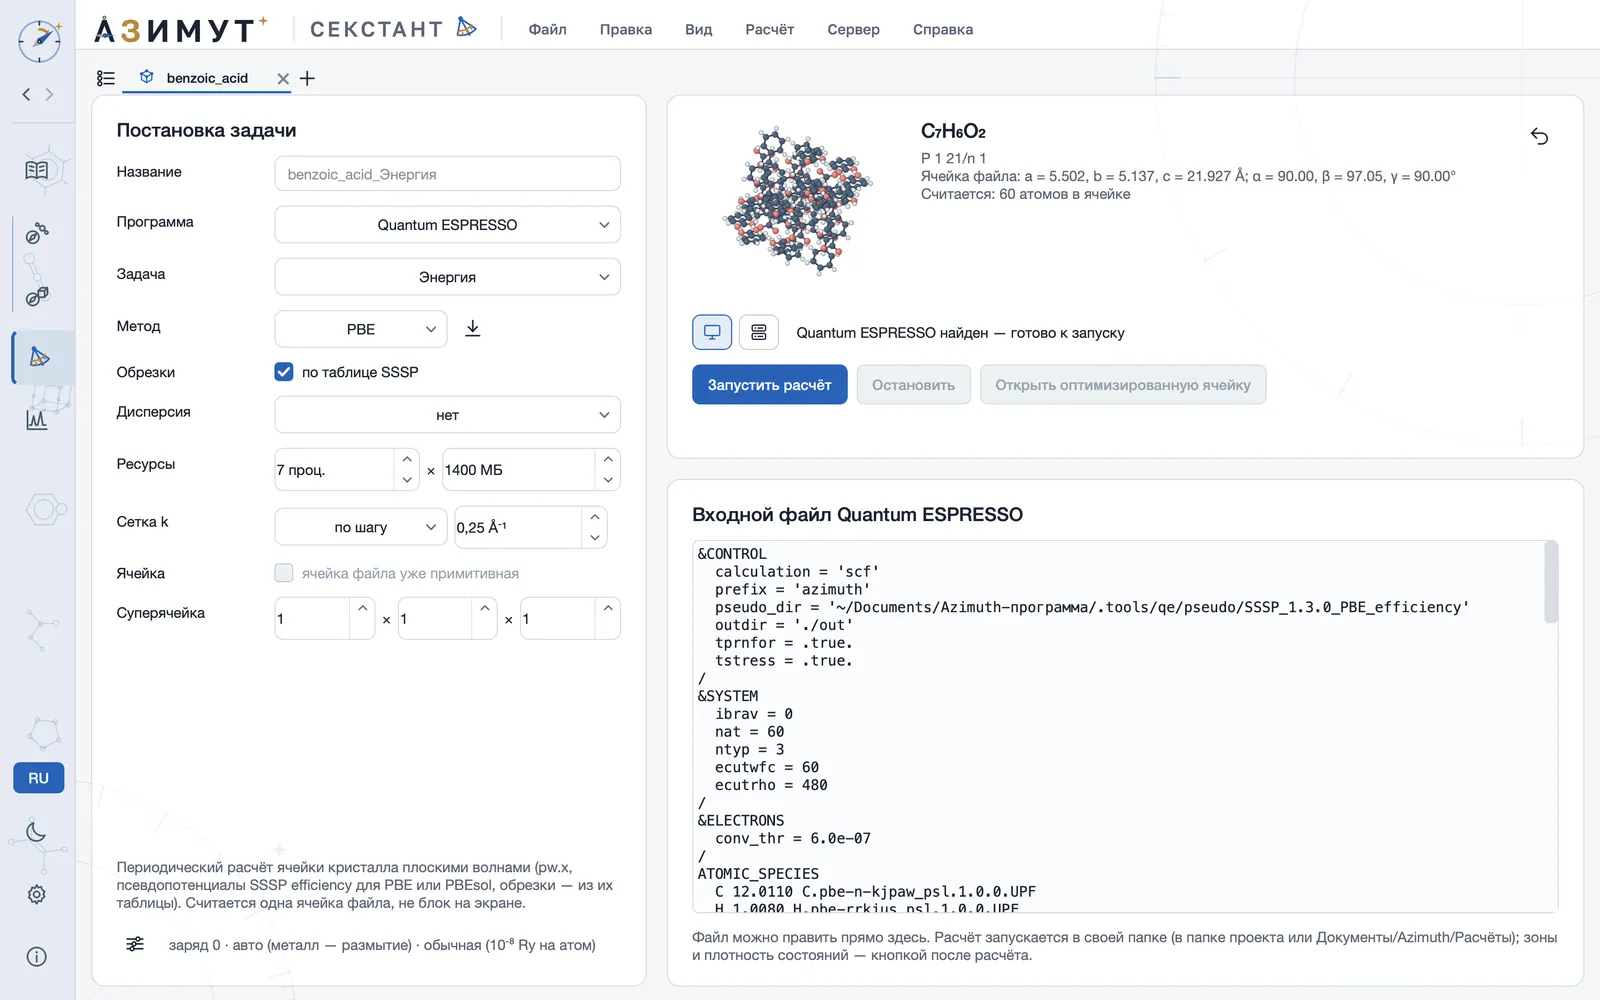 АЗИМУТ
СЕКСТАНТ
Файл
Правка
Вид
Расчёт
Сервер
Справка
benzoic_acid
Постановка задачи
Название
benzoic_acid_Энергия
Программа
Quantum ESPRESSO
Задача
Энергия
Метод
PBE
Обрезки
по таблице SSSP
Дисперсия
нет
Ресурсы
7 проц.
×
1400 МБ
Сетка k
по шагу
0,25 Å⁻¹
Ячейка
ячейка файла уже примитивная
Суперячейка
1 × 1 × 1
Периодический расчёт ячейки кристалла плоскими волнами (pw.x,
псевдопотенциалы SSSP efficiency для PBE или PBEsol, обрезки — из их
таблицы). Считается одна ячейка файла, не блок на экране.
заряд 0 · авто (металл — размытие) · обычная (10⁻⁸ Ry на атом)
C₇H₆O₂
P 1 21/n 1
Ячейка файла: a = 5.502, b = 5.137, c = 21.927 Å; α = 90.00, β = 97.05, γ = 90.00°
Считается: 60 атомов в ячейке
Quantum ESPRESSO найден — готово к запуску
Запустить расчёт
Остановить
Открыть оптимизированную ячейку
Входной файл Quantum ESPRESSO
&CONTROL
calculation = 'scf'
prefix = 'azimuth'
pseudo_dir = '~/Documents/Azimuth-программа/.tools/qe/pseudo/SSSP_1.3.0_PBE_efficiency'
outdir = './out'
tprnfor = .true.
tstress = .true.
/
&SYSTEM
ibrav = 0
nat = 60
ntyp = 3
ecutwfc = 60
ecutrho = 480
/
&ELECTRONS
conv_thr = 6.0e-07
/
ATOMIC_SPECIES
C 12.0110 C.pbe-n-kjpaw_psl.1.0.0.UPF
H 1.0080 H.pbe-rrkjus_psl.1.0.0.UPF
Файл можно править прямо здесь. Расчёт запускается в своей папке (в папке проекта или Документы/Azimuth/Расчёты); зоны
и плотность состояний — кнопкой после расчёта.
RU